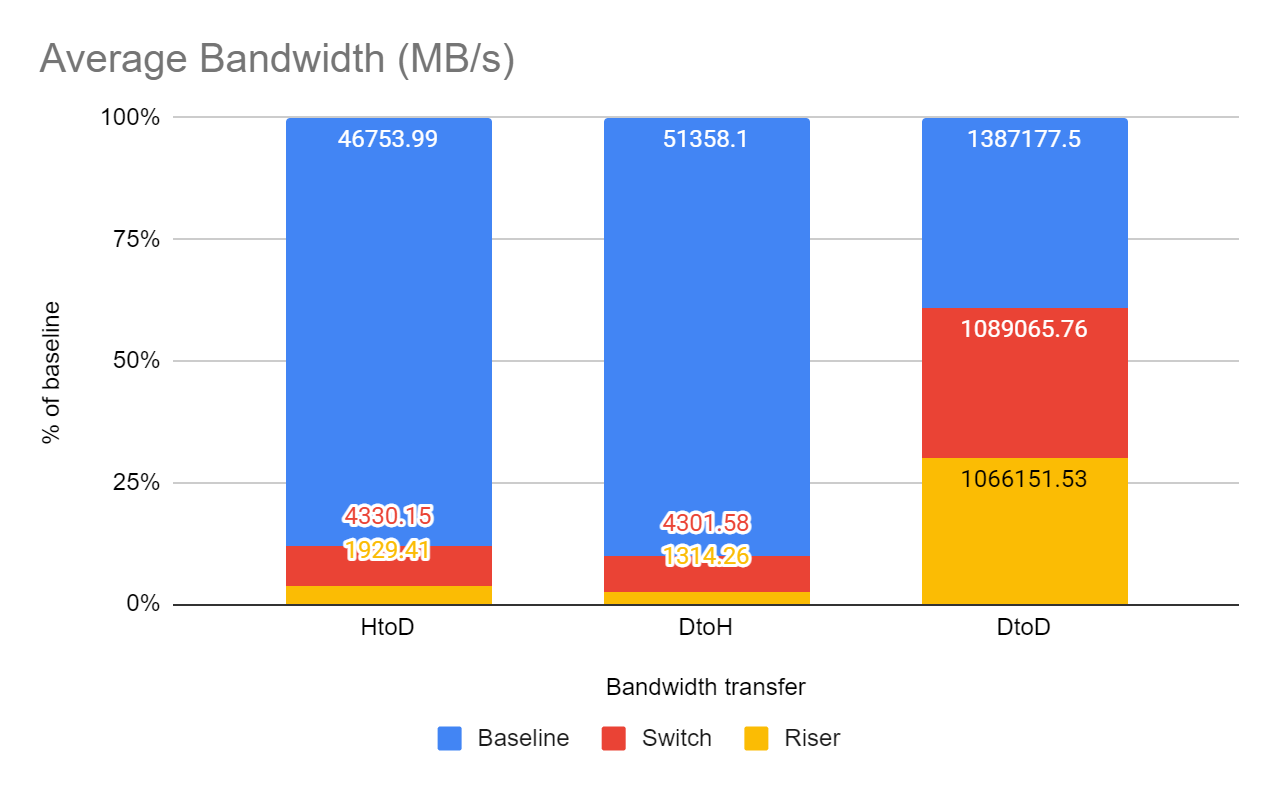 Average Bandwidth (MB/s)
100%
75%
50%
25%
0%
% of baseline
46753.99
51358.1
1387177.5
1089065.76
1066151.53
4330.15
4301.58
1929.41
1314.26
HtoD
DtoH
DtoD
Bandwidth transfer
Baseline
Switch
Riser